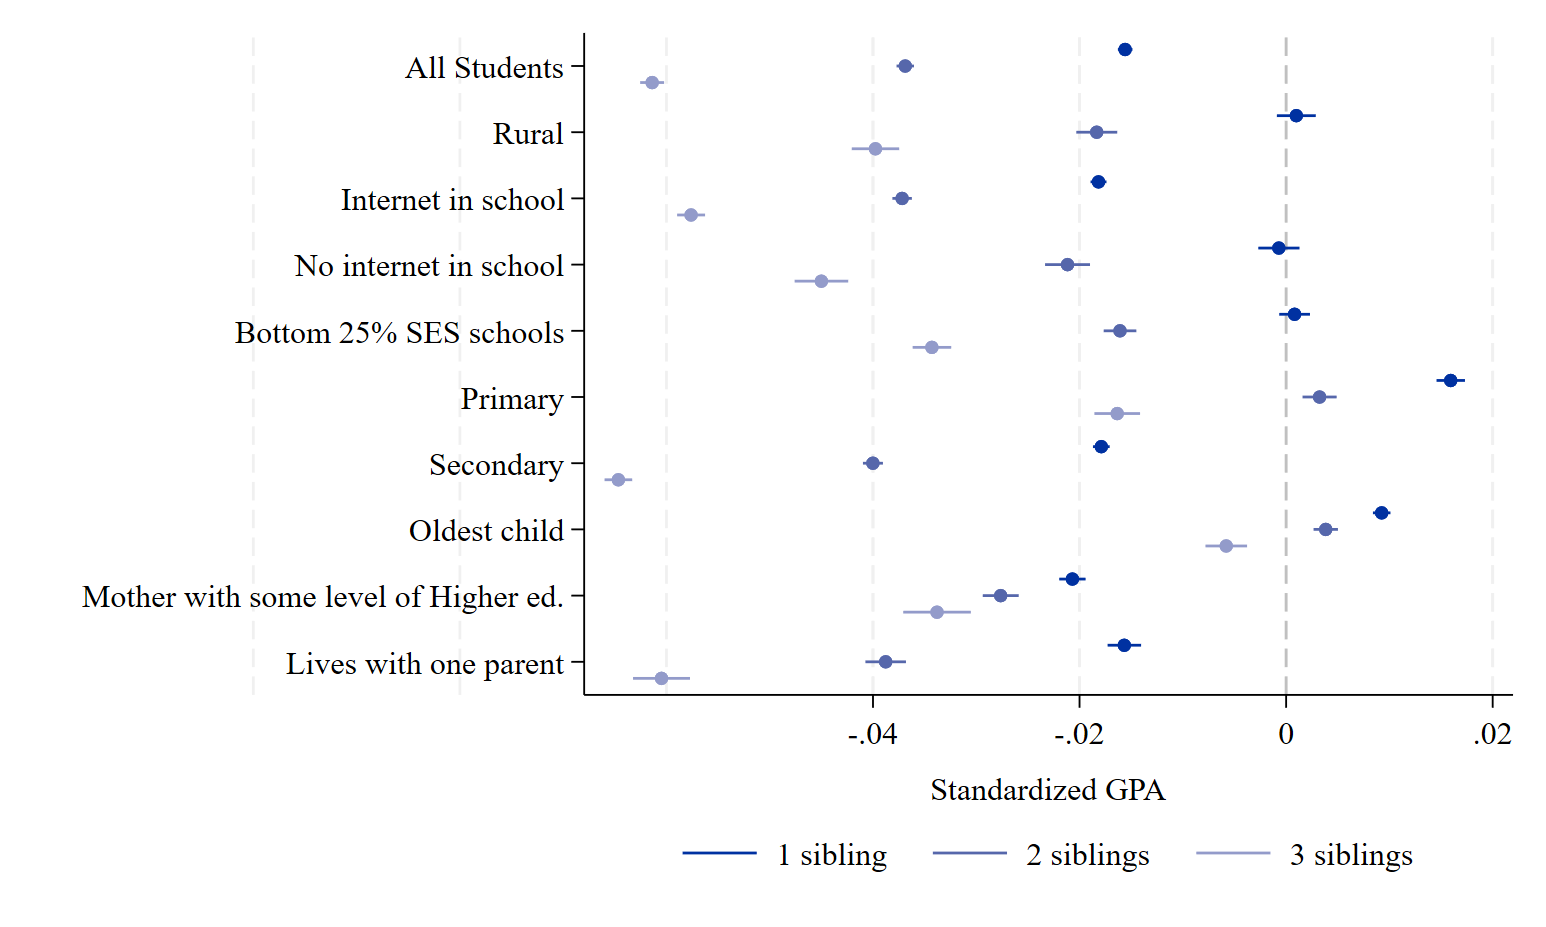 All Students
Rural
Internet in school
No internet in school
Bottom 25% SES schools
Primary
Secondary
Oldest child
Mother with some level of Higher ed.
Lives with one parent
-.04 -.02 0 .02
Standardized GPA
1 sibling 2 siblings 3 siblings